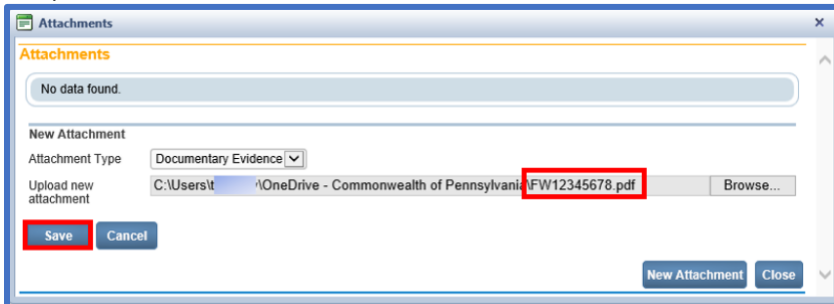 Attachments
Attachments
No data found.
New Attachment
Attachment Type Documentary Evidence
Upload new attachment C:\Users\t \OneDrive - Commonwealth of Pennsylvania\FW12345678.pdf Browse...
Save Cancel
New Attachment Close